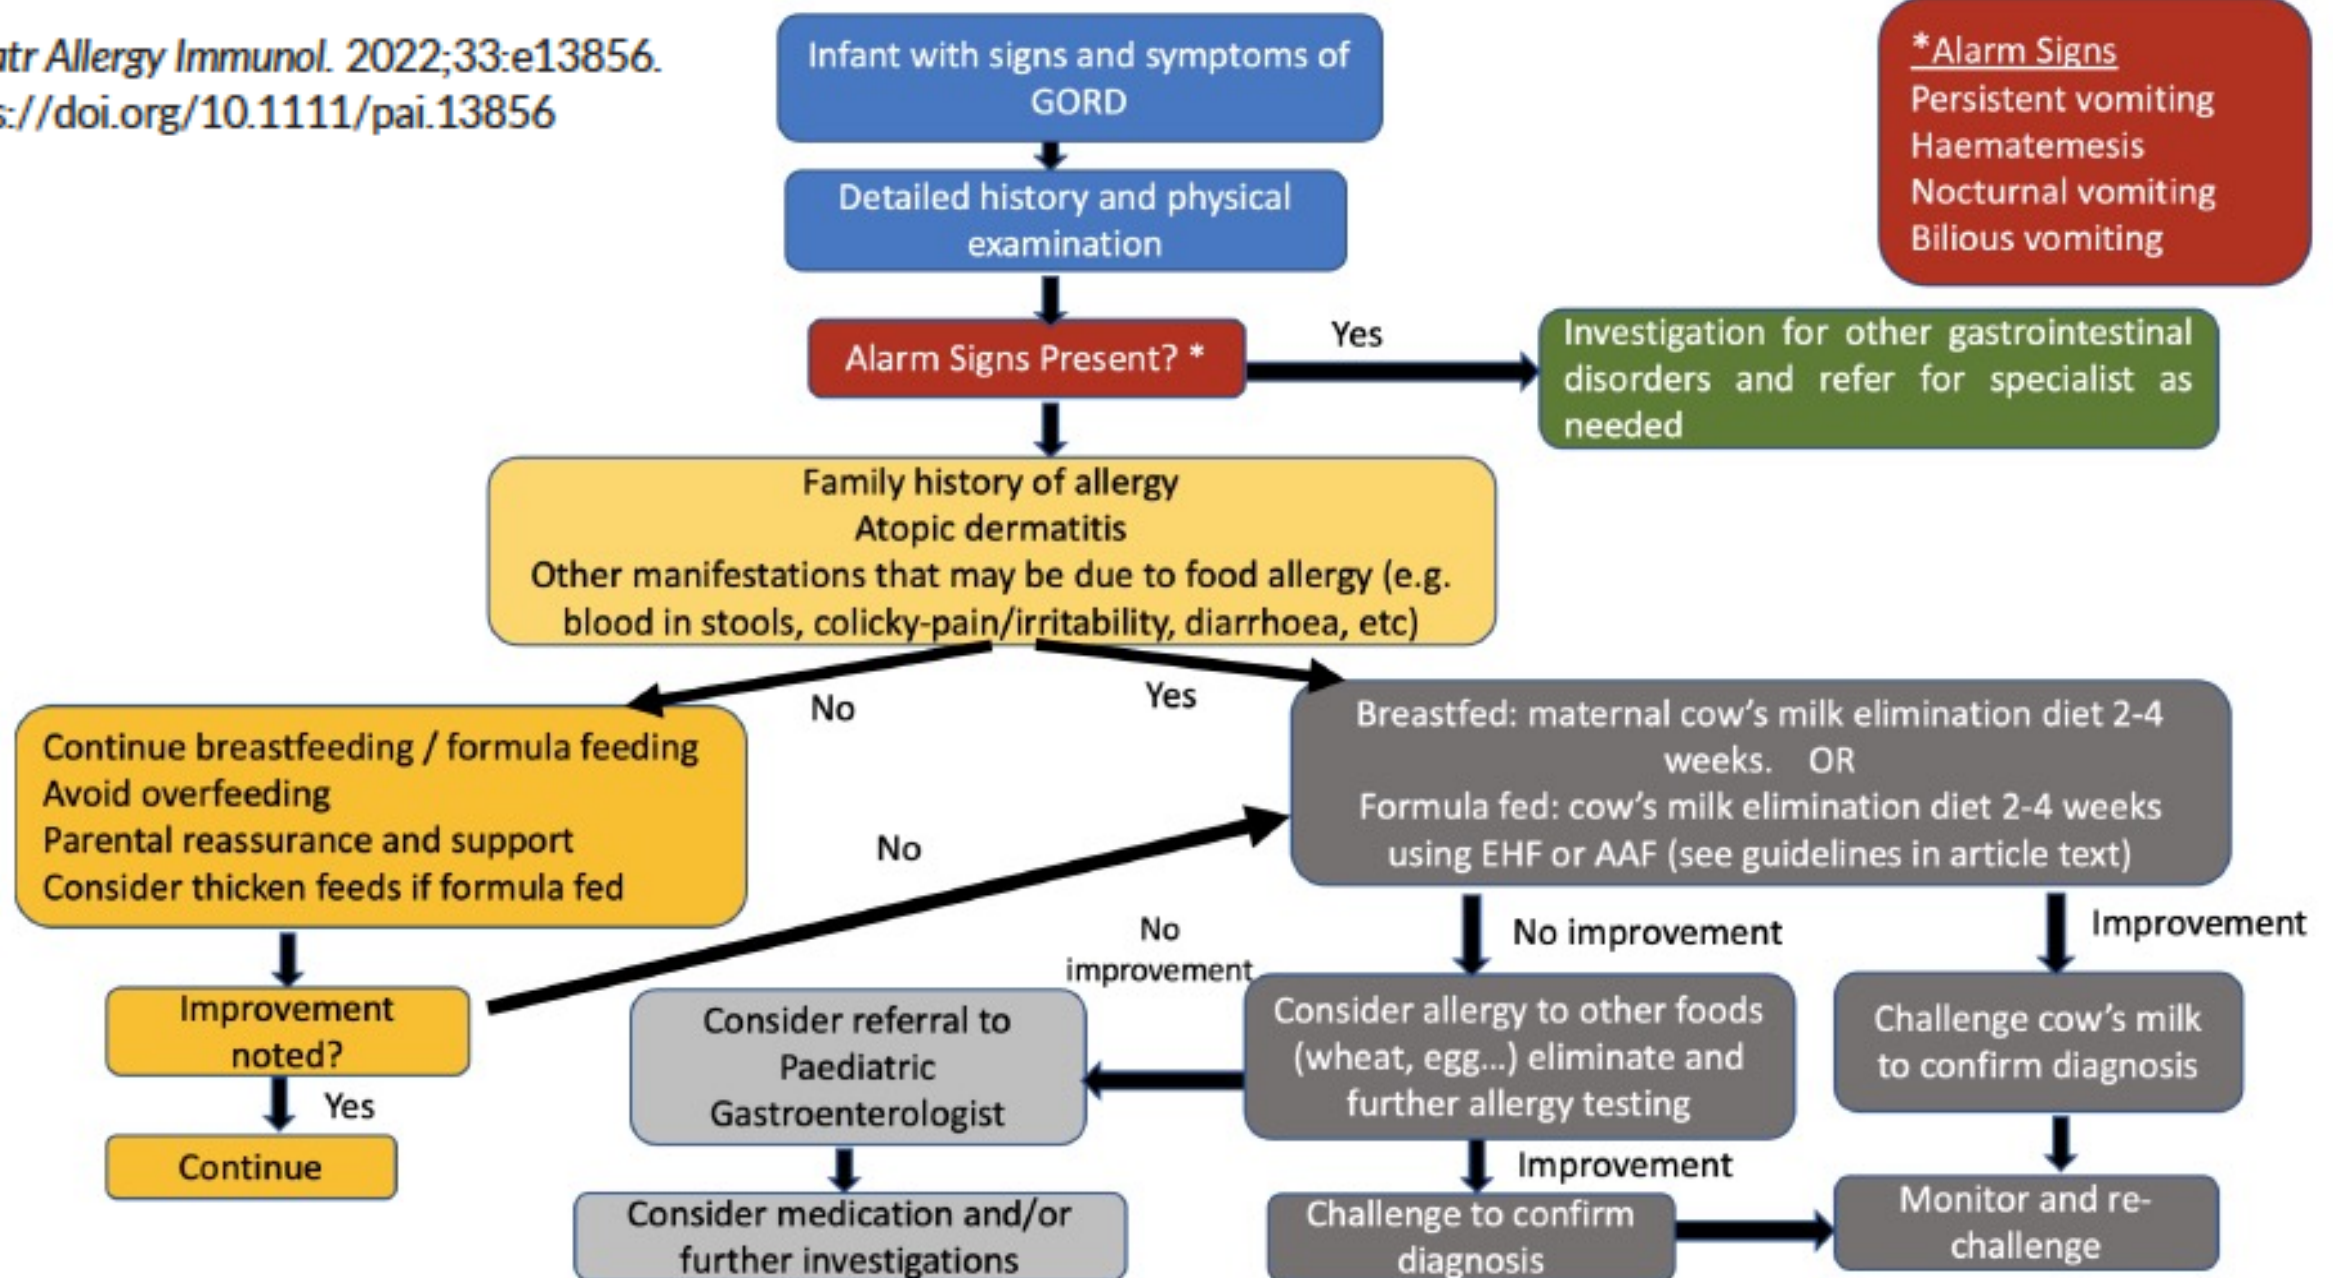 atr Allergy Immunol. 2022;33:e13856.
s://doi.org/10.1111/pai.13856
Infant with signs and symptoms of
GORD
*Alarm Signs
Persistent vomiting
Haematemesis
Nocturnal vomiting
Bilious vomiting
Detailed history and physical
examination
Alarm Signs Present? *
Yes
Investigation for other gastrointestinal
disorders and refer for specialist as
needed
Family history of allergy
Atopic dermatitis
Other manifestations that may be due to food allergy (e.g.
blood in stools, colicky-pain/irritability, diarrhoea, etc)
No
Yes
Continue breastfeeding / formula feeding
Avoid overfeeding
Parental reassurance and support
Consider thicken feeds if formula fed
Breastfed: maternal cow's milk elimination diet 2-4
weeks. OR
Formula fed: cow's milk elimination diet 2-4 weeks
using EHF or AAF (see guidelines in article text)
No
No improvement
Improvement
No
improvement
Improvement
noted?
Yes
Continue
Consider referral to
Paediatric
Gastroenterologist
Consider allergy to other foods
(wheat, egg...) eliminate and
further allergy testing
Challenge cow's milk
to confirm diagnosis
Improvement
Consider medication and/or
further investigations
Challenge to confirm
diagnosis
Monitor and re-
challenge